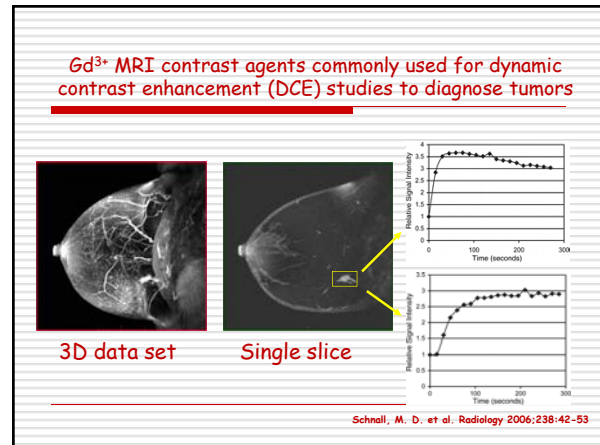 Gd³⁺ MRI contrast agents commonly used for dynamic
contrast enhancement (DCE) studies to diagnose tumors
4
3.5
3
2.5
2
1.5
1
0.5
0
0
100
200
300
Relative Signal Intensity
Time (seconds)
3.5
3
2.5
2
1.5
1
0.5
0
0
100
200
300
Relative Signal Intensity
Time (seconds)
3D data set
Single slice
Schnall, M. D. et al. Radiology 2006;238:42-53